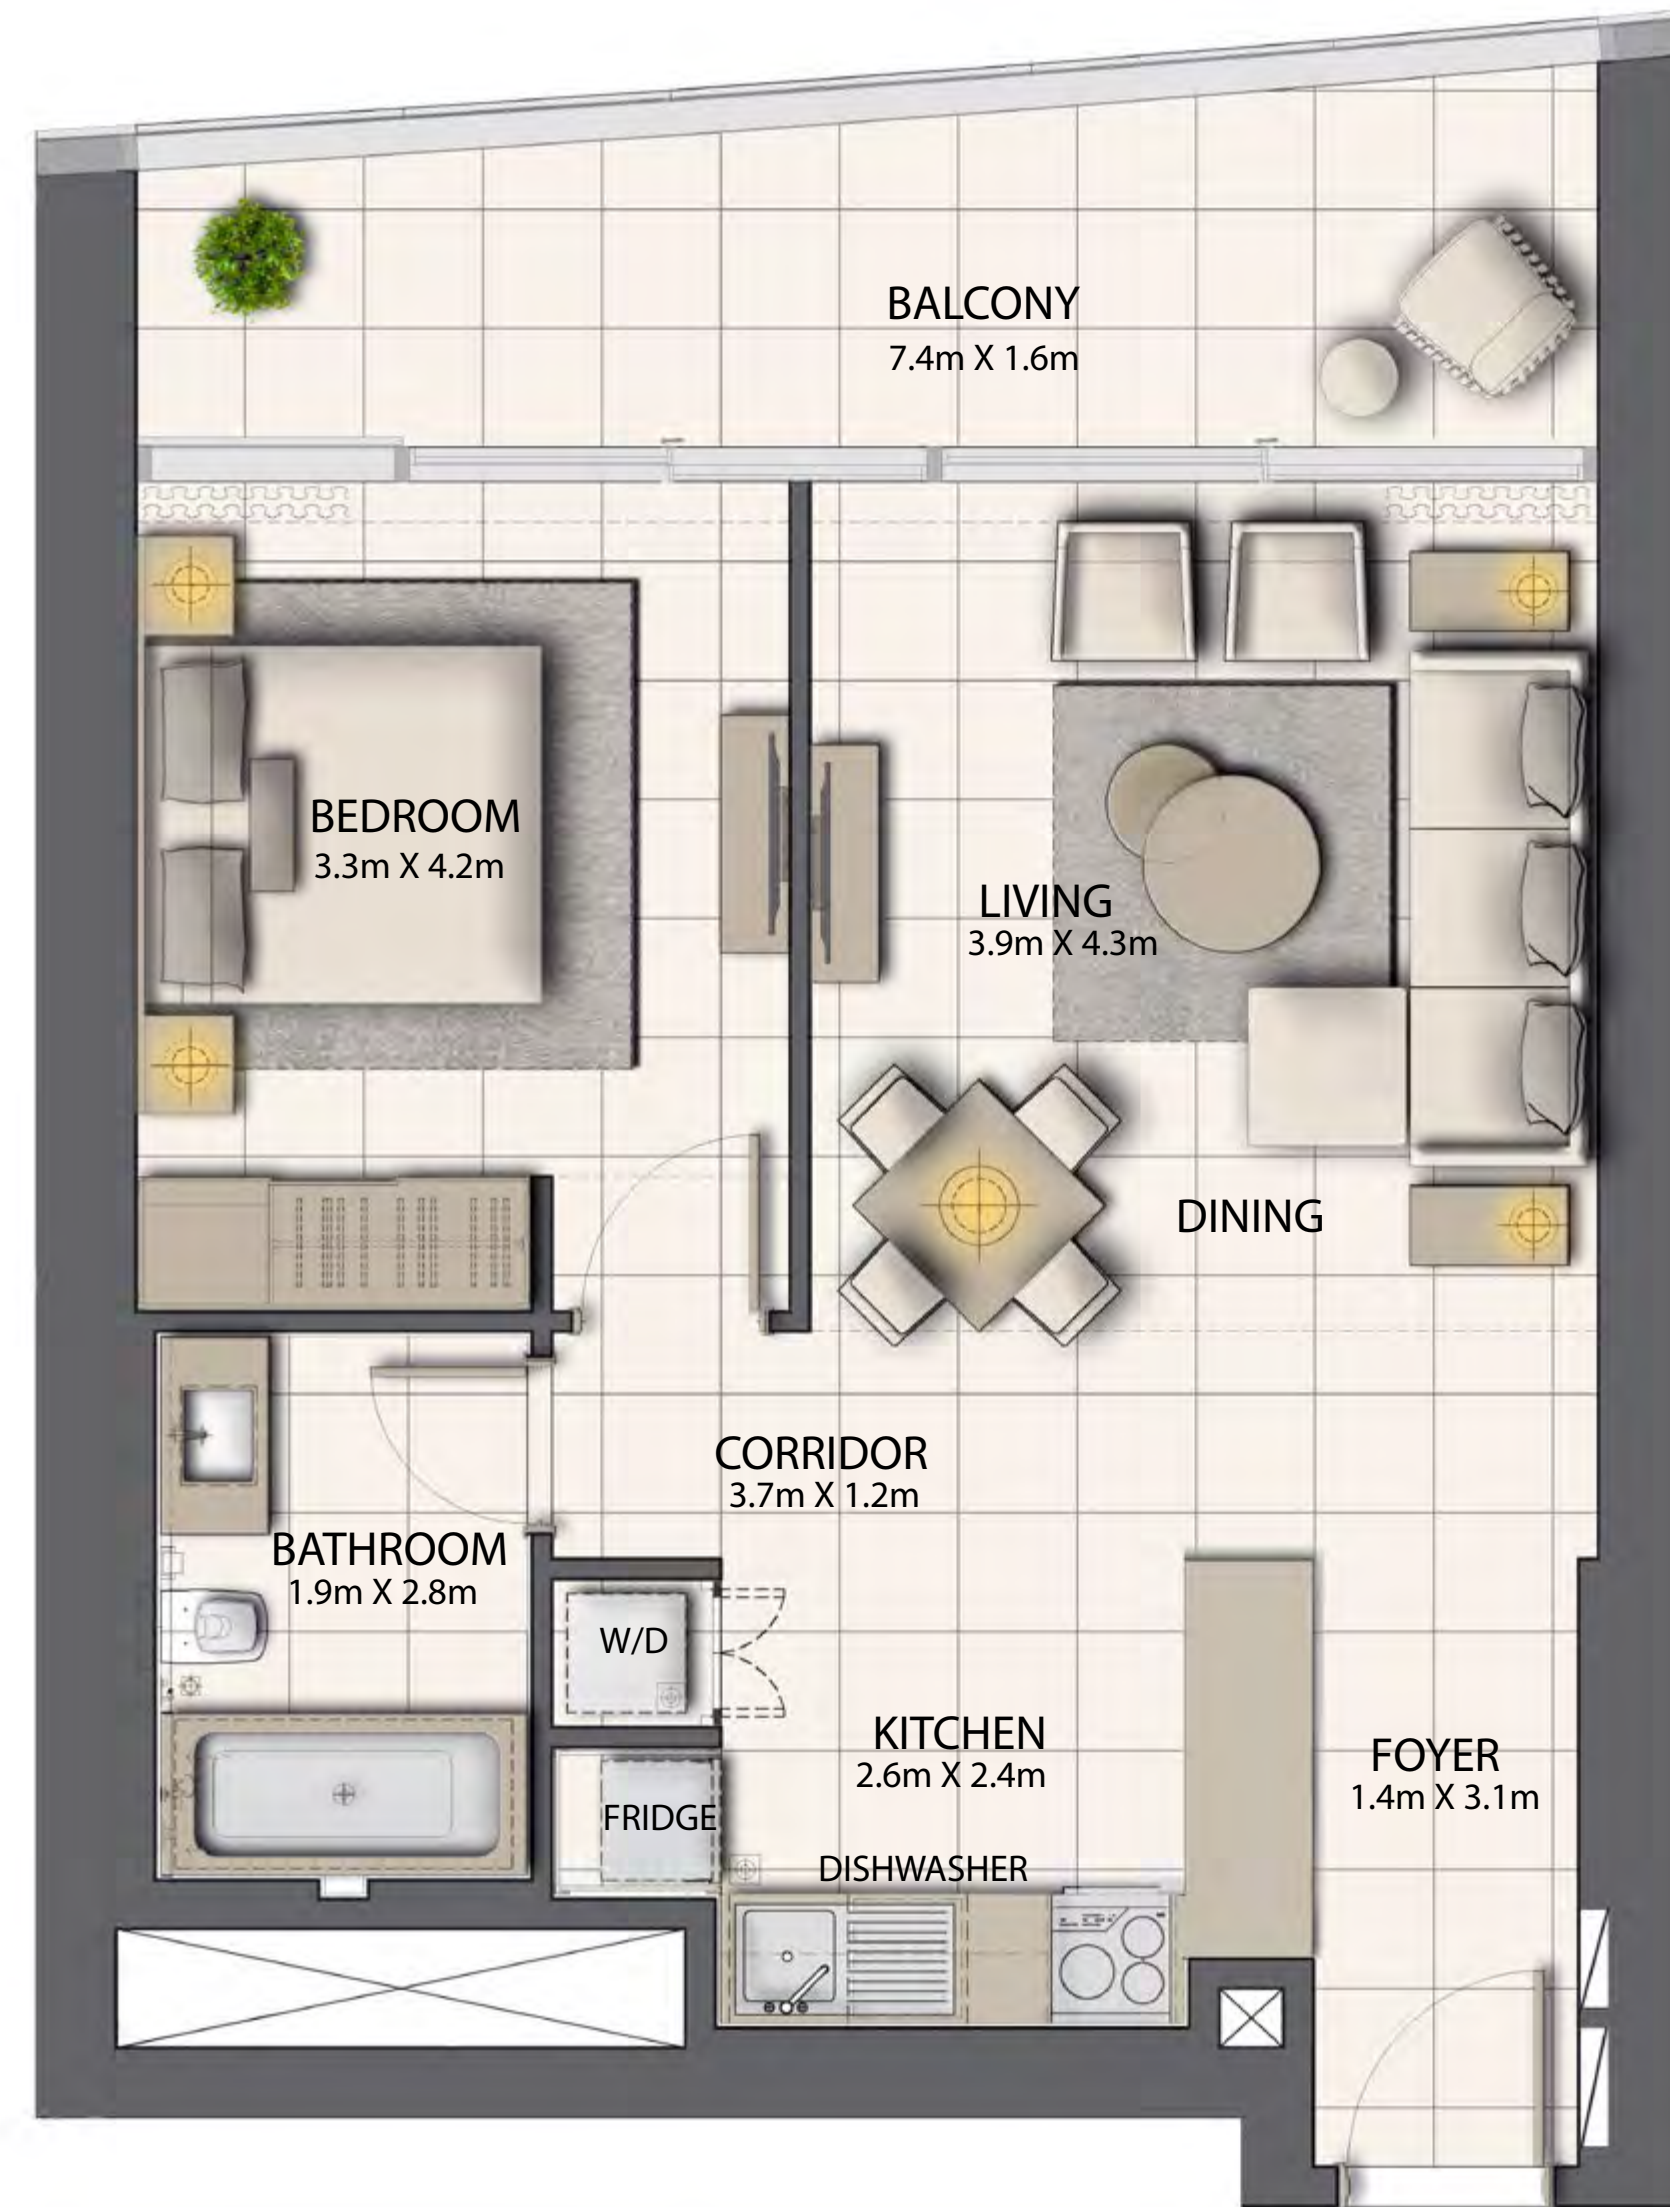 BALCONY
7.4m X 1.6m
BEDROOM
3.3m X 4.2m
LIVING
3.9m X 4.3m
DINING
CORRIDOR
3.7m X 1.2m
BATHROOM
1.9m X 2.8m
W/D
KITCHEN
2.6m X 2.4m
FOYER
1.4m X 3.1m
FRIDGE
DISHWASHER